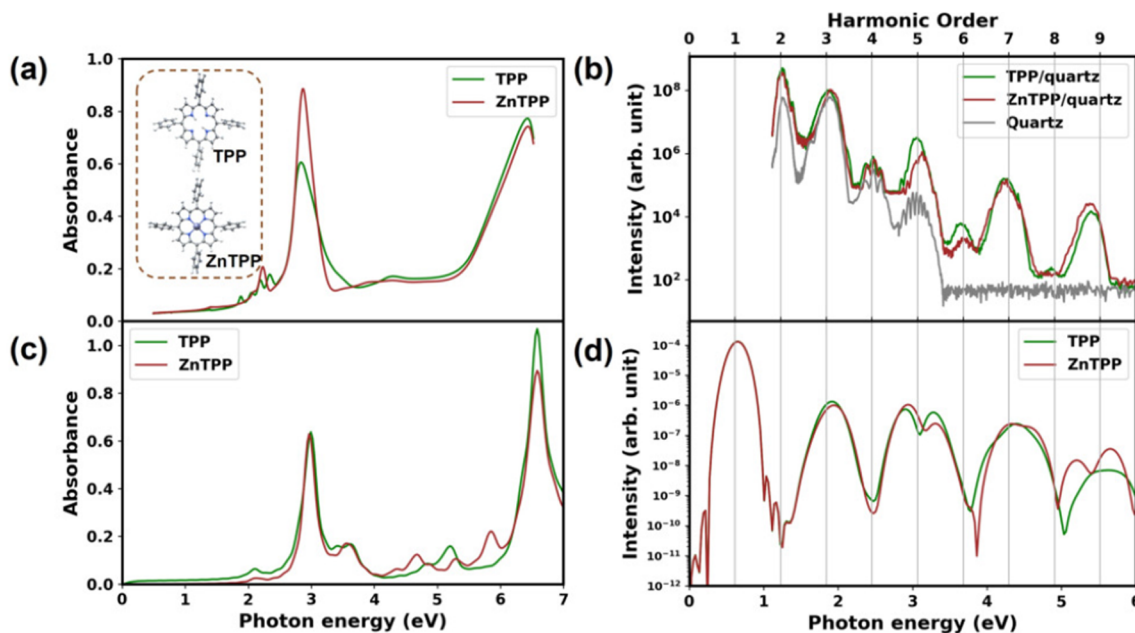 Harmonic Order
0 1 2 3 4 5 6 7 8 9
(a)
1.0
0.8
0.6
0.4
0.2
0.0
Absorbance
TPP
ZnTPP
TPP
ZnTPP
(b)
10⁸
10⁶
10⁴
10²
Intensity (arb. unit)
TPP/quartz
ZnTPP/quartz
Quartz
(c)
1.0
0.8
0.6
0.4
0.2
0.0
Absorbance
TPP
ZnTPP
0 1 2 3 4 5 6 7
Photon energy (eV)
(d)
10⁻⁴
10⁻⁵
10⁻⁶
10⁻⁷
10⁻⁸
10⁻⁹
10⁻¹⁰
10⁻¹¹
10⁻¹²
Intensity (arb. unit)
TPP
ZnTPP
0 1 2 3 4 5 6
Photon energy (eV)